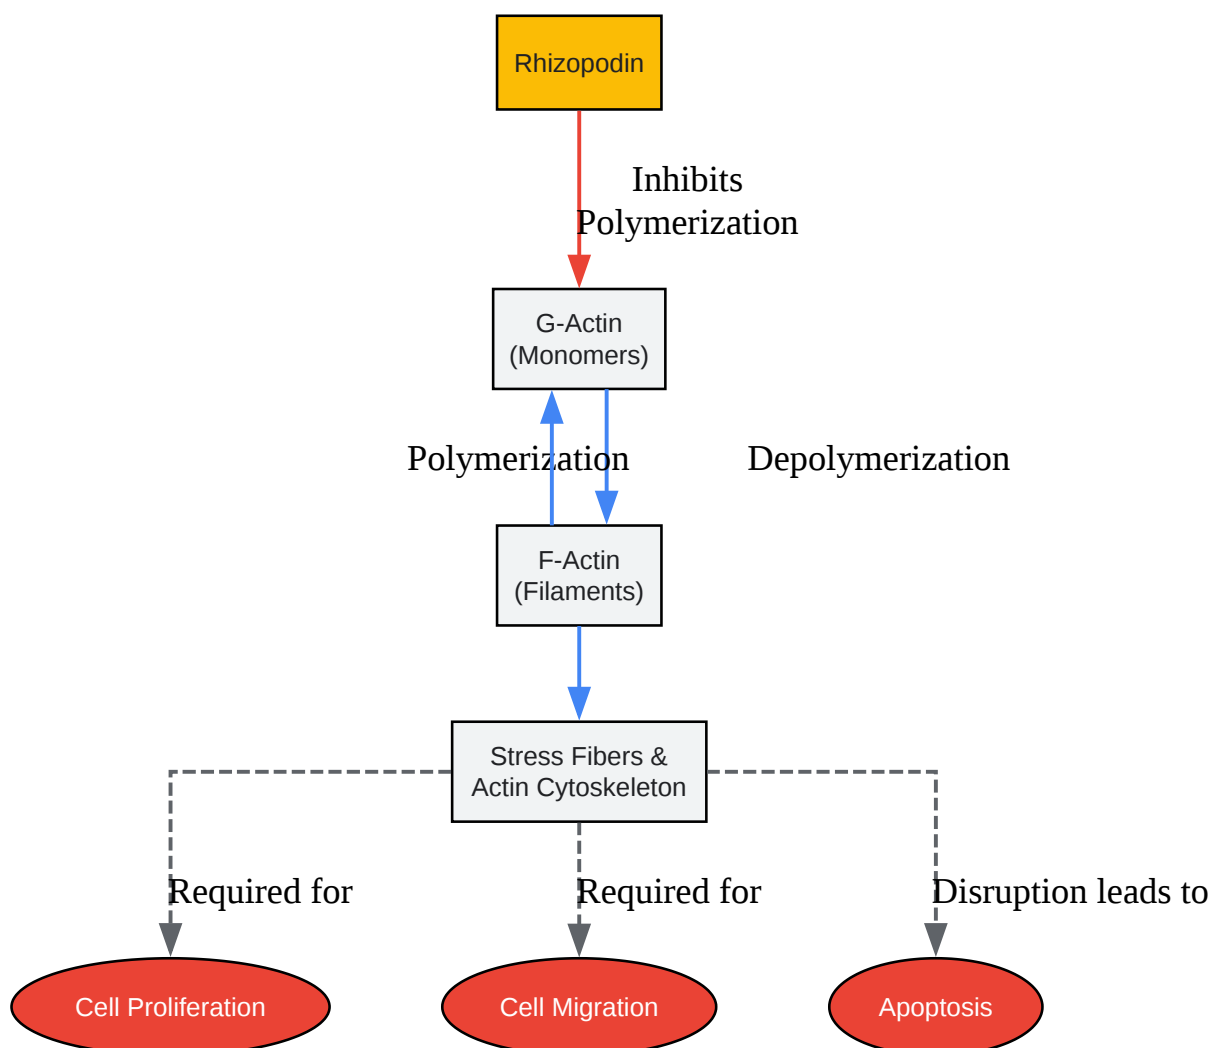 Rhizopodin
Inhibits
Polymerization
G-Actin
(Monomers)
Polymerization
Depolymerization
F-Actin
(Filaments)
Stress Fibers &
Actin Cytoskeleton
Required for
Required for
Disruption leads to
Cell Proliferation
Cell Migration
Apoptosis